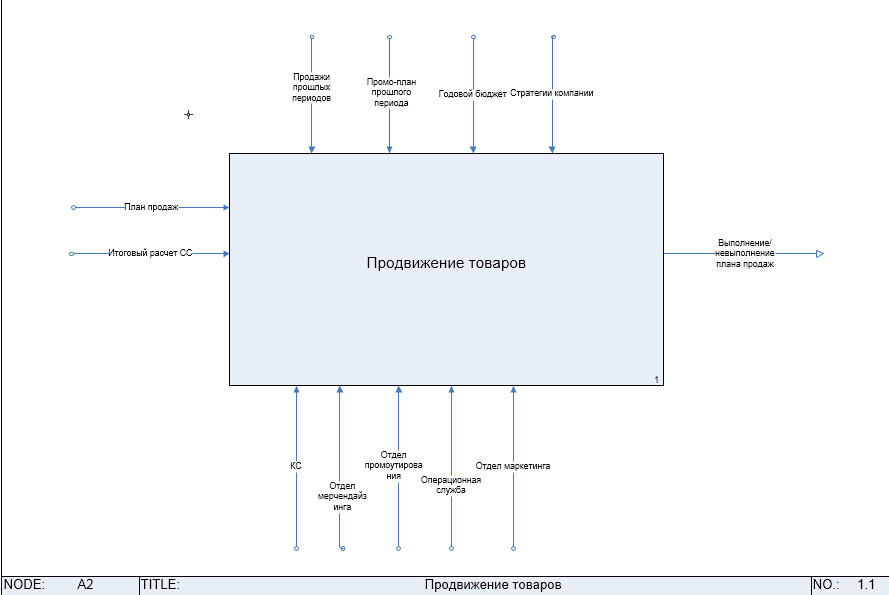 Продажи
прошлых
периодов
Промо-план
прошлого
периода
Годовой бюджет
Стратегии компании
План продаж
Итоговый расчет СС
Продвижение товаров
Выполнение/
невыполнение
плана продаж
1
КС
Отдел
мерчендайз
инга
Отдел
промоутирова
ния
Операционная
служба
Отдел маркетинга
NODE: A2 TITLE: Продвижение товаров NO.: 1.1